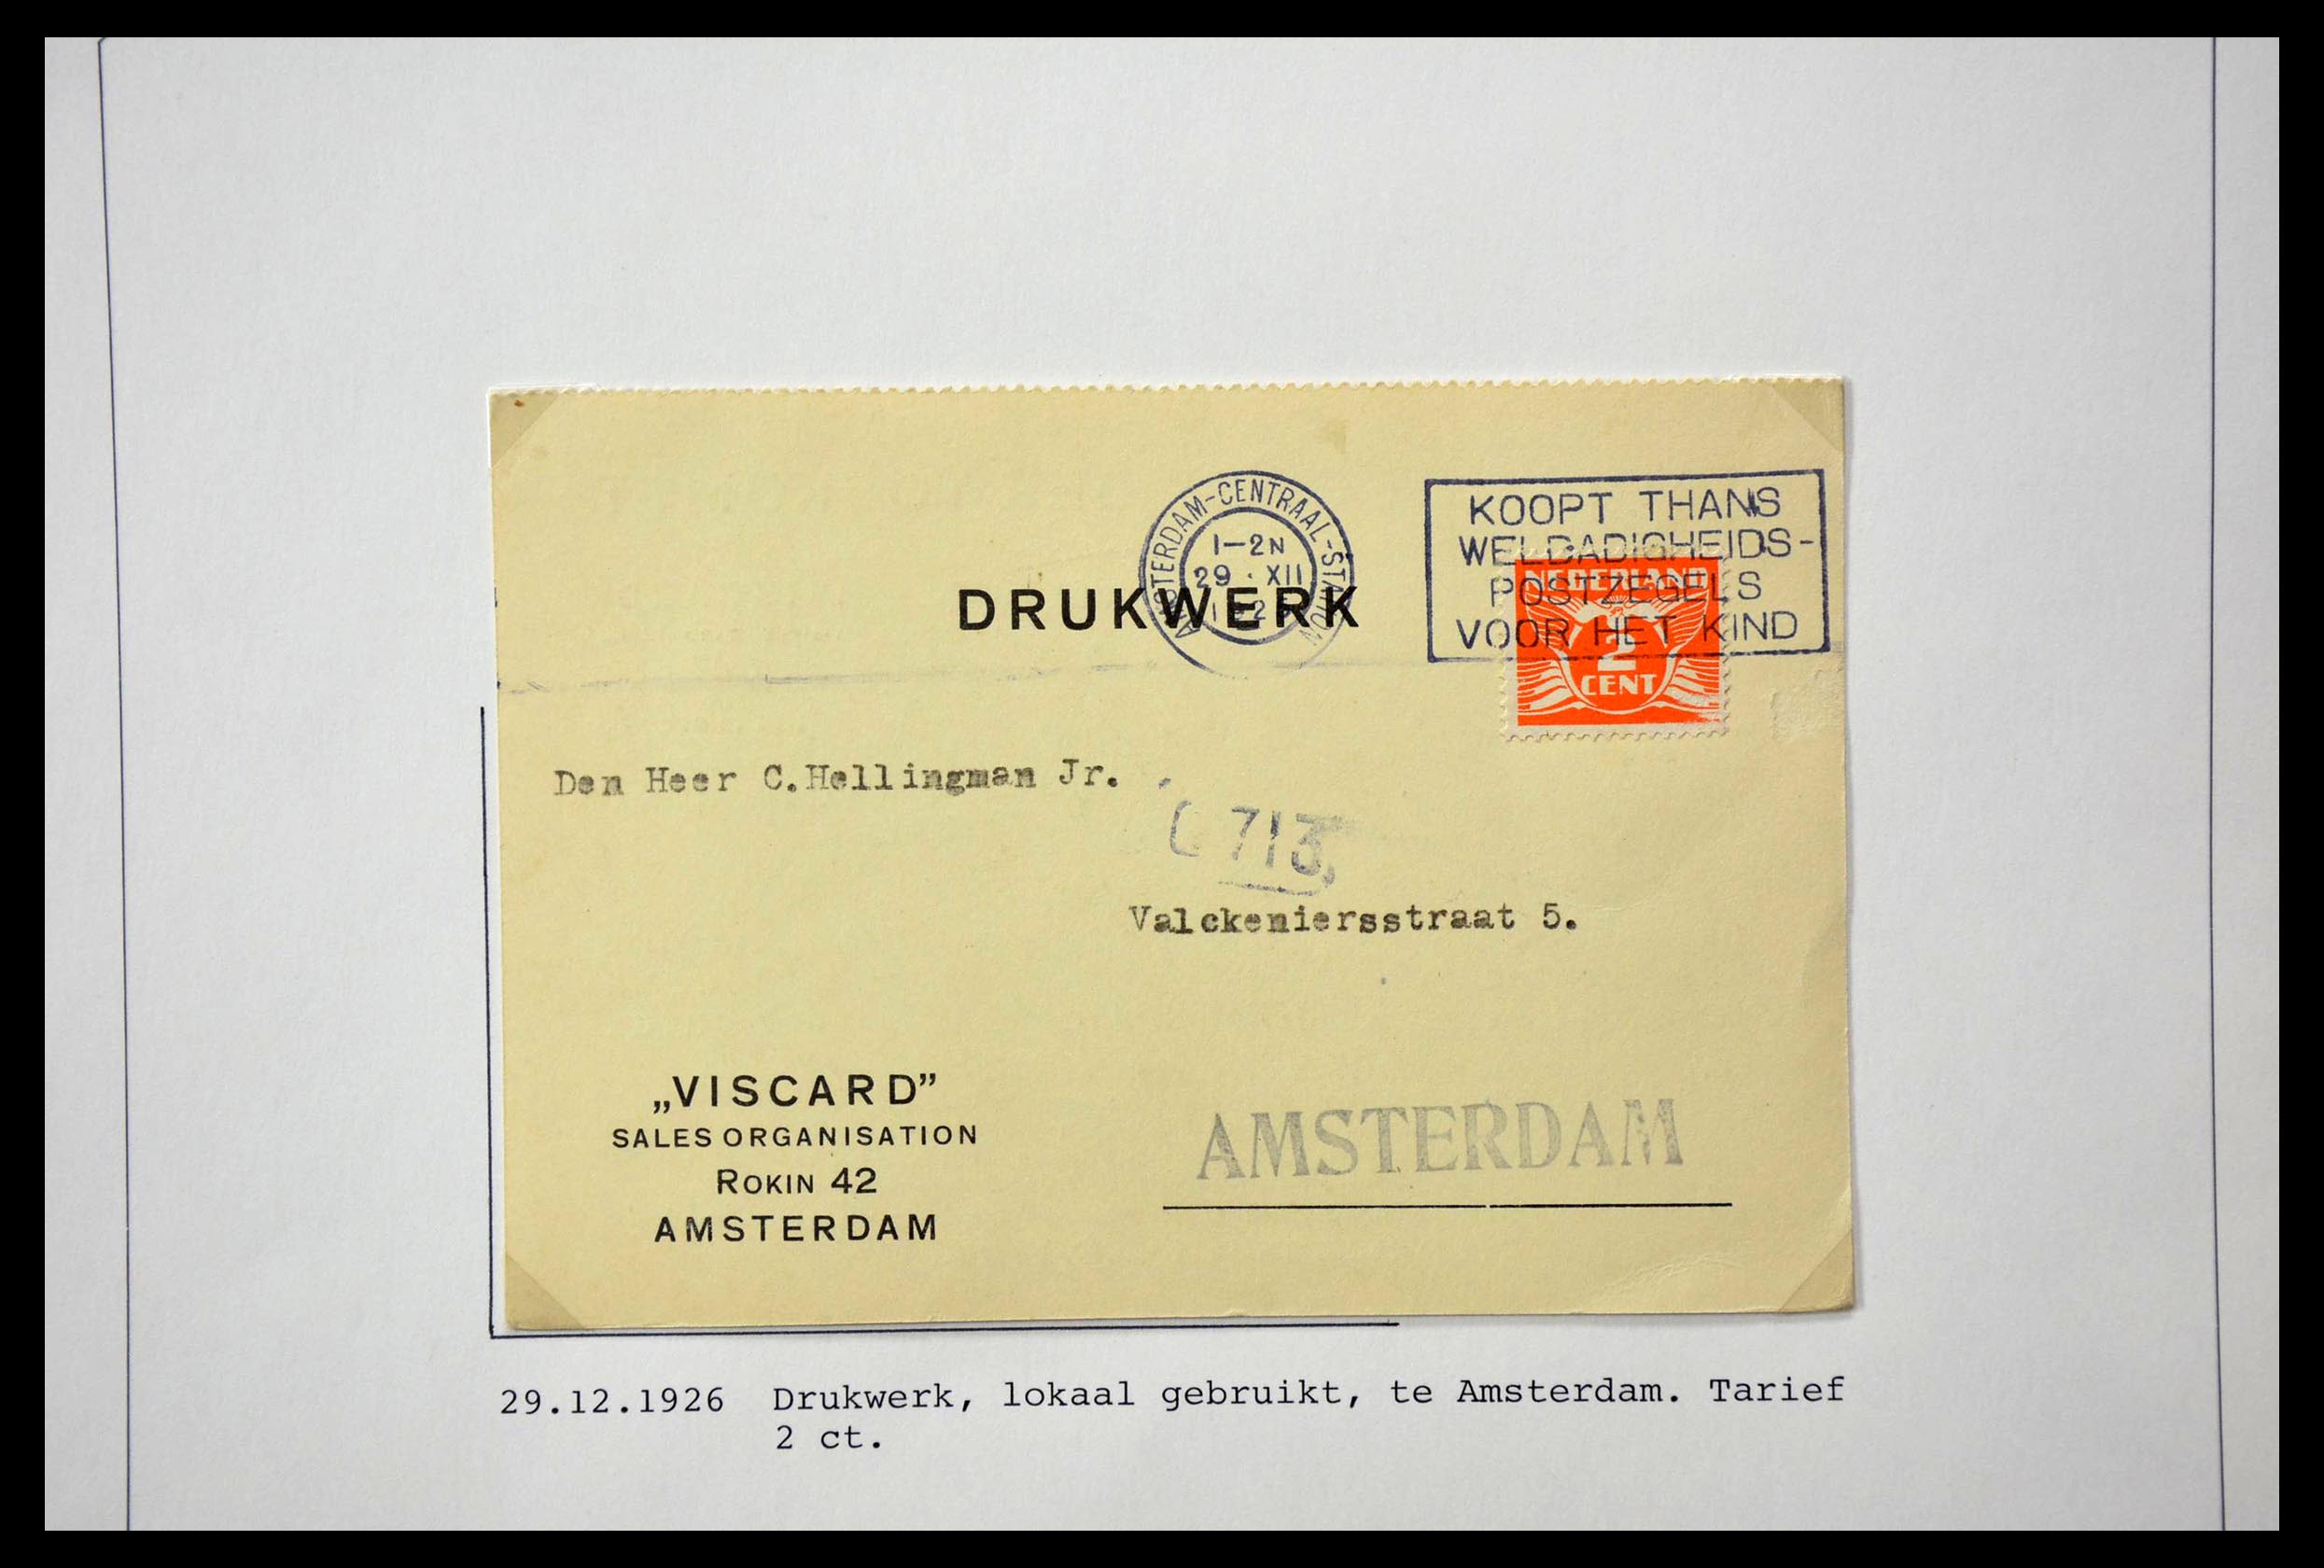 AMSTERDAM-CENTRAAL-STATION
1-2N
29·XII
KOOPT THANS
WELDADIGHEIDS-
POSTZEGELS
VOOR HET KIND
NEDERLAND
2
CENT
DRUKWERK
Den Heer C.Hellingman Jr.
713
Valckeniersstraat 5.
„VISCARD”
SALES ORGANISATION
ROKIN 42
AMSTERDAM
AMSTERDAM
29.12.1926 Drukwerk, lokaal gebruikt, te Amsterdam. Tarief
2 ct.